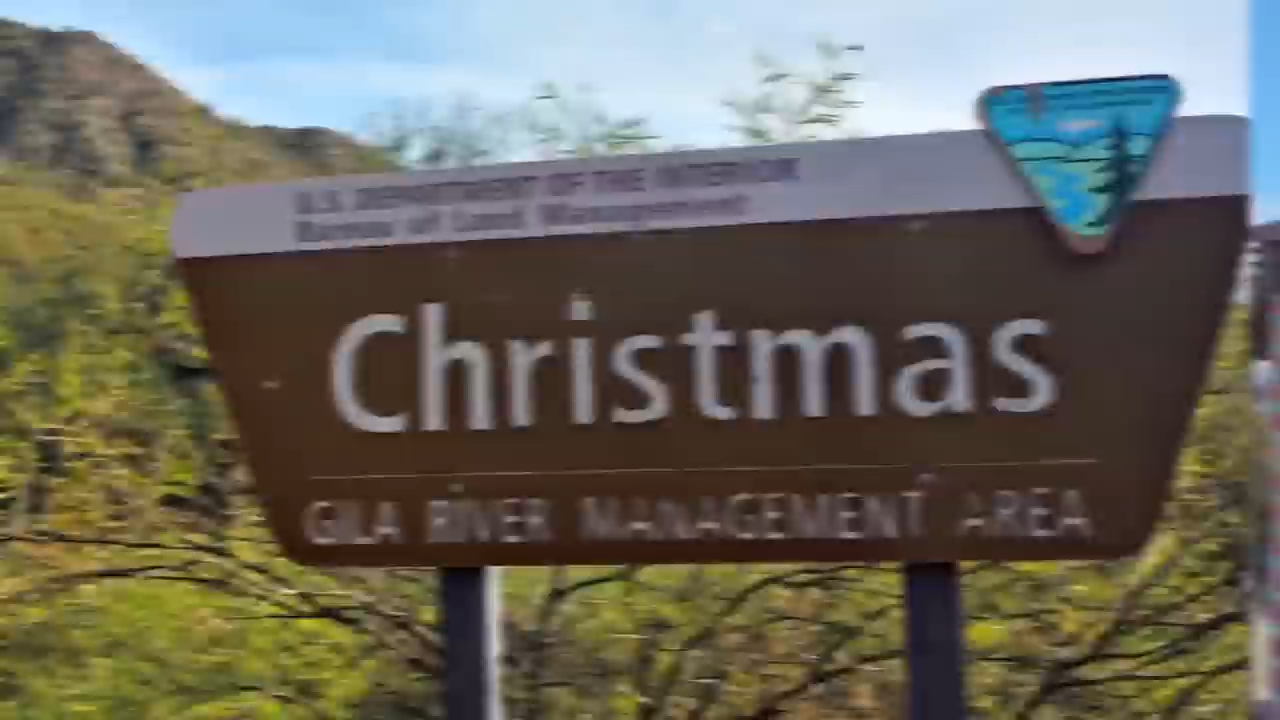 U.S. DEPARTMENT OF THE INTERIOR
Bureau of Land Management
Christmas
GILA RIVER MANAGEMENT AREA